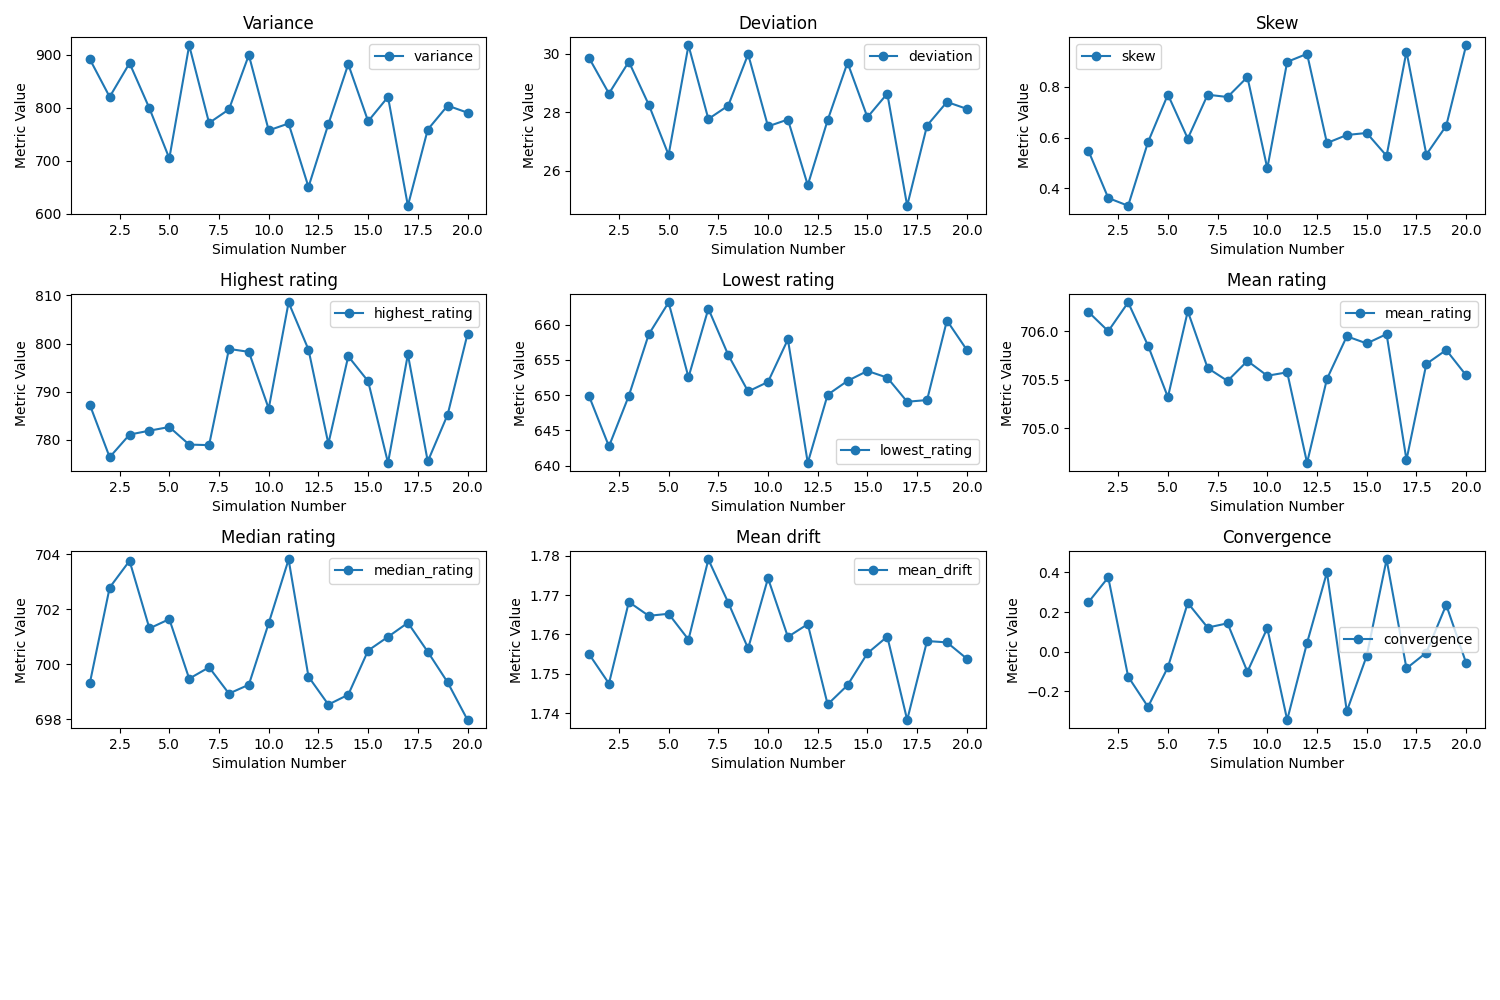 Variance
Metric Value
900
800
700
600
variance
2.5 5.0 7.5 10.0 12.5 15.0 17.5 20.0
Simulation Number
Deviation
Metric Value
30
28
26
deviation
2.5 5.0 7.5 10.0 12.5 15.0 17.5 20.0
Simulation Number
Skew
Metric Value
0.8
0.6
0.4
skew
2.5 5.0 7.5 10.0 12.5 15.0 17.5 20.0
Simulation Number
Highest rating
Metric Value
810
800
790
780
highest_rating
2.5 5.0 7.5 10.0 12.5 15.0 17.5 20.0
Simulation Number
Lowest rating
Metric Value
660
655
650
645
640
lowest_rating
2.5 5.0 7.5 10.0 12.5 15.0 17.5 20.0
Simulation Number
Mean rating
Metric Value
706.0
705.5
705.0
mean_rating
2.5 5.0 7.5 10.0 12.5 15.0 17.5 20.0
Simulation Number
Median rating
Metric Value
704
702
700
698
median_rating
2.5 5.0 7.5 10.0 12.5 15.0 17.5 20.0
Simulation Number
Mean drift
Metric Value
1.78
1.77
1.76
1.75
1.74
mean_drift
2.5 5.0 7.5 10.0 12.5 15.0 17.5 20.0
Simulation Number
Convergence
Metric Value
0.4
0.2
0.0
−0.2
convergence
2.5 5.0 7.5 10.0 12.5 15.0 17.5 20.0
Simulation Number